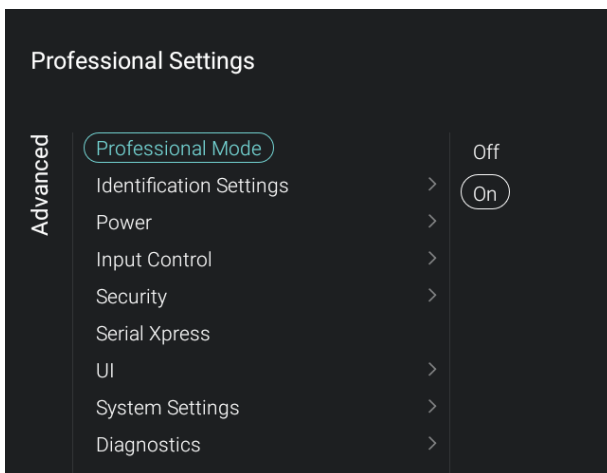 Professional Settings
Advanced
Professional Mode
Off
Identification Settings
On
Power
Input Control
Security
Serial Xpress
UI
System Settings
Diagnostics